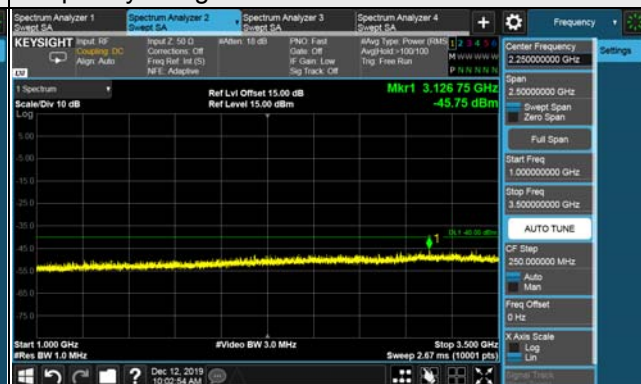 Spectrum Analyzer 1
Swept SA
Spectrum Analyzer 2
Swept SA
Spectrum Analyzer 3
Swept SA
Spectrum Analyzer 4
Swept SA
+
Frequency
KEYSIGHT
Input: RF
Coupling: DC
Align: Auto
Input Z: 50 Ω
Corrections: Off
Freq Ref: Int (S)
NFE: Adaptive
#Atten: 18 dB
PNO: Fast
Gate: Off
IF Gain: Low
Sig Track: Off
#Avg Type: Power (RMS)
Avg|Hold: >100/100
Trig: Free Run
1 2 3 4 5 6
M W W W W W
P N N N N N
LXI
1 Spectrum
Scale/Div 10 dB
Log
Ref Lvl Offset 15.00 dB
Ref Level 15.00 dBm
Mkr1 3.126 75 GHz
-45.75 dBm
5.00
-5.00
-15.0
-25.0
-35.0
-45.0
-55.0
-65.0
-75.0
DL1 -40.00 dBm
1
Start 1.000 GHz
#Res BW 1.0 MHz
#Video BW 3.0 MHz
Stop 3.500 GHz
Sweep 2.67 ms (10001 pts)
Dec 12, 2019
10:02:54 AM
Center Frequency
2.250000000 GHz
Settings
Span
2.50000000 GHz
Swept Span
Zero Span
Full Span
Start Freq
1.000000000 GHz
Stop Freq
3.500000000 GHz
AUTO TUNE
CF Step
250.000000 MHz
Auto
Man
Freq Offset
0 Hz
X Axis Scale
Log
Lin
Signal Track